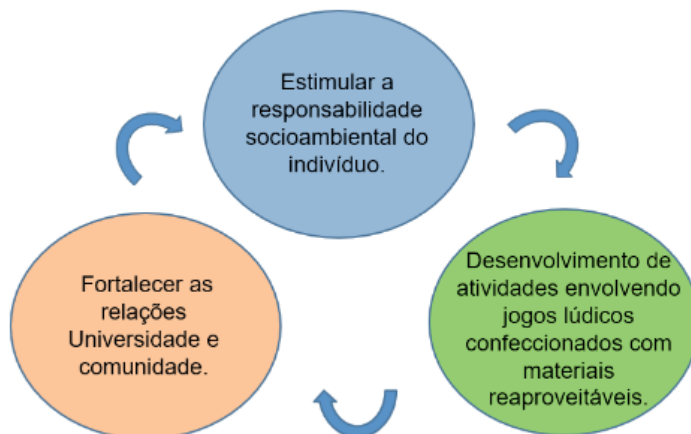 Estimular a
responsabilidade
socioambiental do
indivíduo.
Desenvolvimento de
atividades envolvendo
jogos lúdicos
confeccionados com
materiais
reaproveitáveis.
Fortalecer as
relações
Universidade e
comunidade.